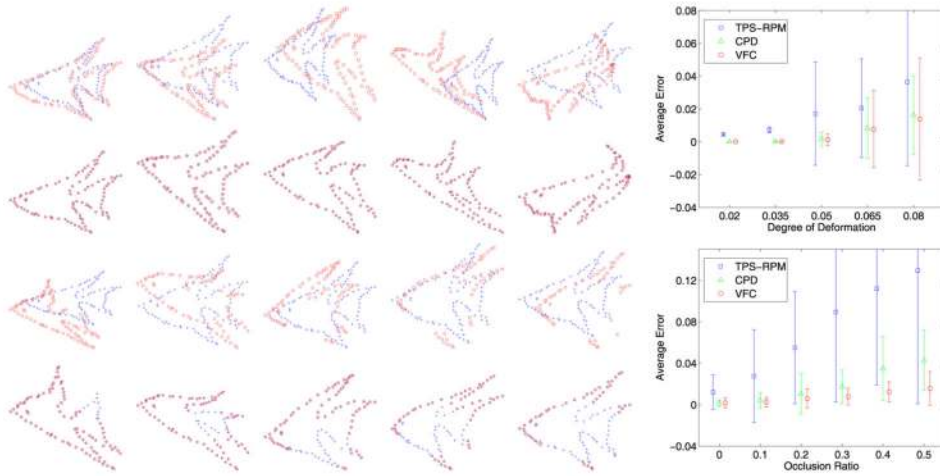 0.08
0.06
0.04
0.02
0
−0.02
−0.04
Average Error
TPS−RPM
CPD
VFC
0.02 0.035 0.05 0.065 0.08
Degree of Deformation
0.12
0.08
0.04
0
−0.04
Average Error
TPS−RPM
CPD
VFC
0 0.1 0.2 0.3 0.4 0.5
Occlusion Ratio